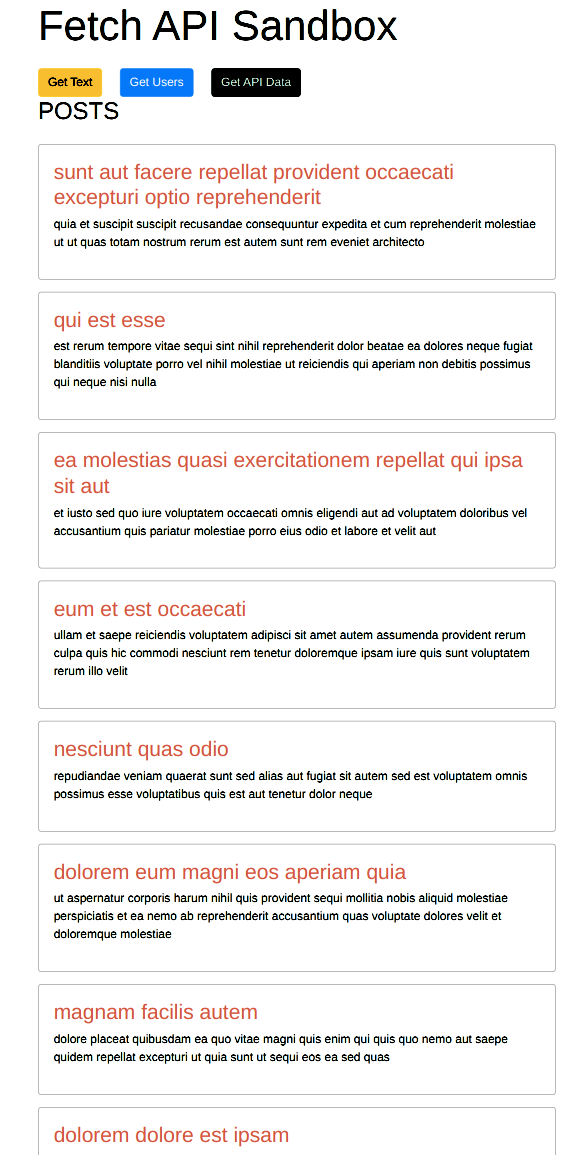 Fetch API Sandbox
Get Text Get Users Get API Data
POSTS
sunt aut facere repellat provident occaecati
excepturi optio reprehenderit
quia et suscipit suscipit recusandae consequuntur expedita et cum reprehenderit molestiae
ut ut quas totam nostrum rerum est autem sunt rem eveniet architecto
qui est esse
est rerum tempore vitae sequi sint nihil reprehenderit dolor beatae ea dolores neque fugiat
blanditiis voluptate porro vel nihil molestiae ut reiciendis qui aperiam non debitis possimus
qui neque nisi nulla
ea molestias quasi exercitationem repellat qui ipsa
sit aut
et iusto sed quo iure voluptatem occaecati omnis eligendi aut ad voluptatem doloribus vel
accusantium quis pariatur molestiae porro eius odio et labore et velit aut
eum et est occaecati
ullam et saepe reiciendis voluptatem adipisci sit amet autem assumenda provident rerum
culpa quis hic commodi nesciunt rem tenetur doloremque ipsam iure quis sunt voluptatem
rerum illo velit
nesciunt quas odio
repudiandae veniam quaerat sunt sed alias aut fugiat sit autem sed est voluptatem omnis
possimus esse voluptatibus quis est aut tenetur dolor neque
dolorem eum magni eos aperiam quia
ut aspernatur corporis harum nihil quis provident sequi mollitia nobis aliquid molestiae
perspiciatis et ea nemo ab reprehenderit accusantium quas voluptate dolores velit et
doloremque molestiae
magnam facilis autem
dolore placeat quibusdam ea quo vitae magni quis enim qui quis quo nemo aut saepe
quidem repellat excepturi ut quia sunt ut sequi eos ea sed quas
dolorem dolore est ipsam